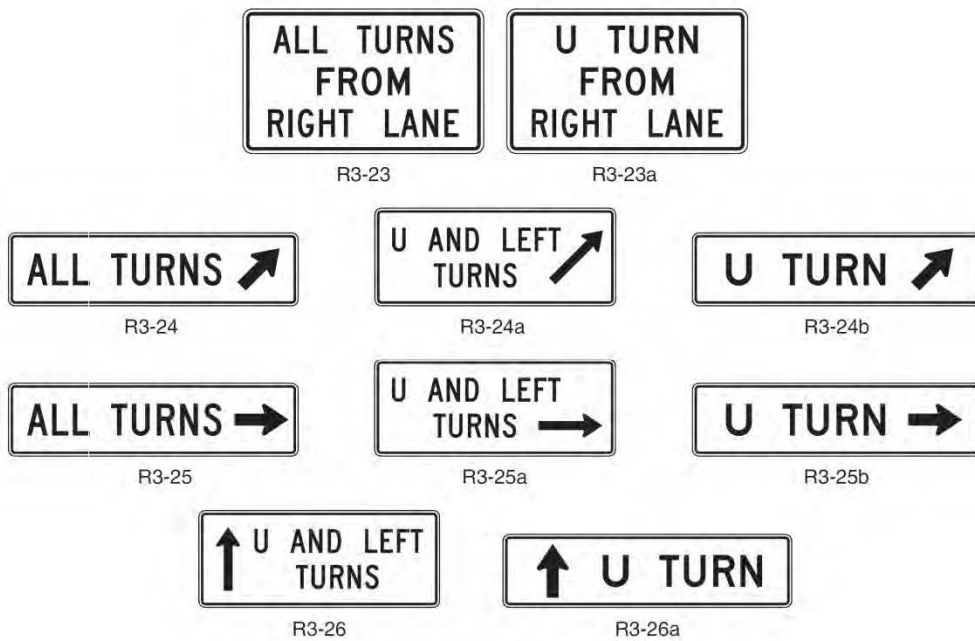 ALL TURNS
FROM
RIGHT LANE
R3-23
U TURN
FROM
RIGHT LANE
R3-23a
ALL TURNS
R3-24
U AND LEFT
TURNS
R3-24a
U TURN
R3-24b
ALL TURNS
R3-25
U AND LEFT
TURNS
R3-25a
U TURN
R3-25b
U AND LEFT
TURNS
R3-26
U TURN
R3-26a